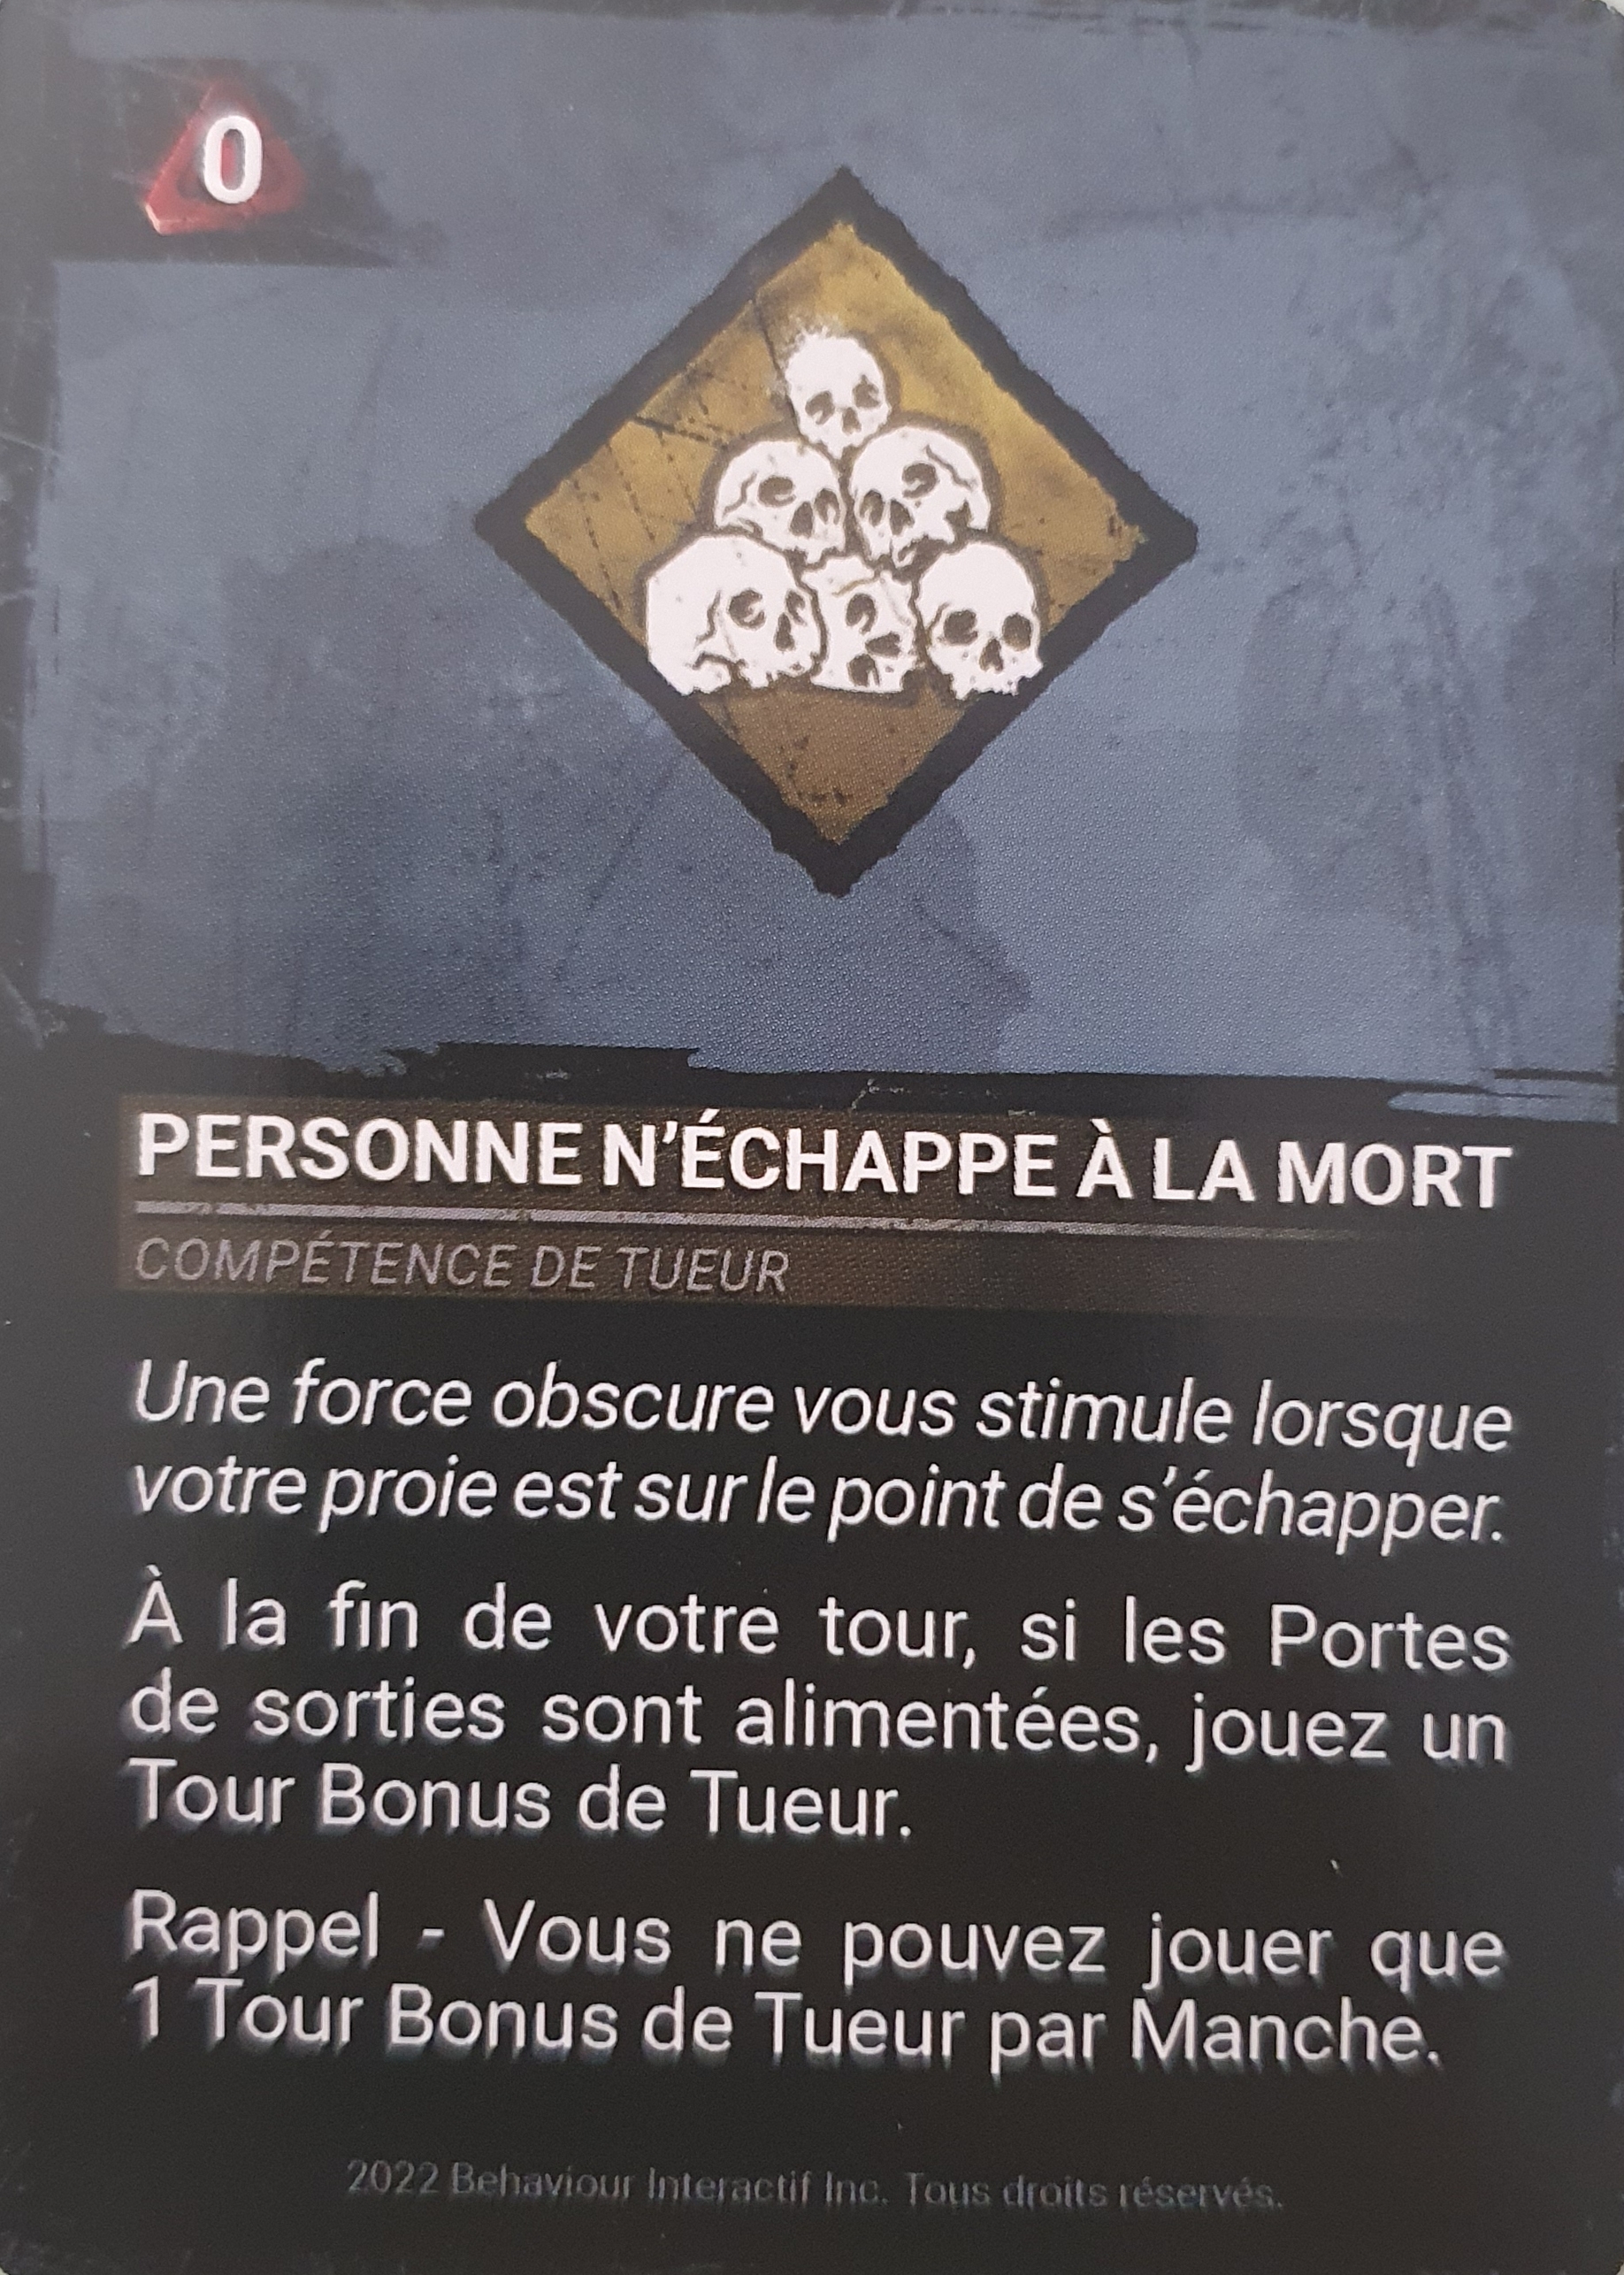 0
PERSONNE N’ÉCHAPPE À LA MORT
COMPÉTENCE DE TUEUR
Une force obscure vous stimule lorsque
votre proie est sur le point de s’échapper.
À la fin de votre tour, si les Portes
de sorties sont alimentées, jouez un
Tour Bonus de Tueur.
Rappel - Vous ne pouvez jouer que
1 Tour Bonus de Tueur par Manche.
2022 Behaviour Interactif Inc. Tous droits réservés.